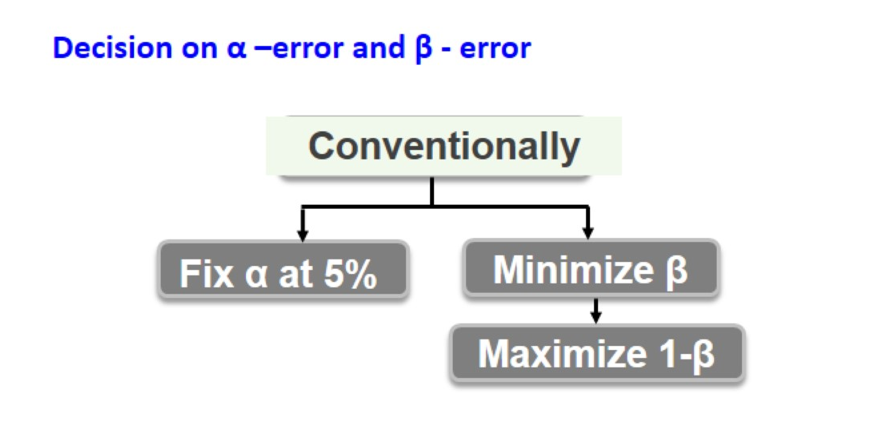 Decision on α –error and β - error
Conventionally
Fix α at 5%
Minimize β
Maximize 1-β